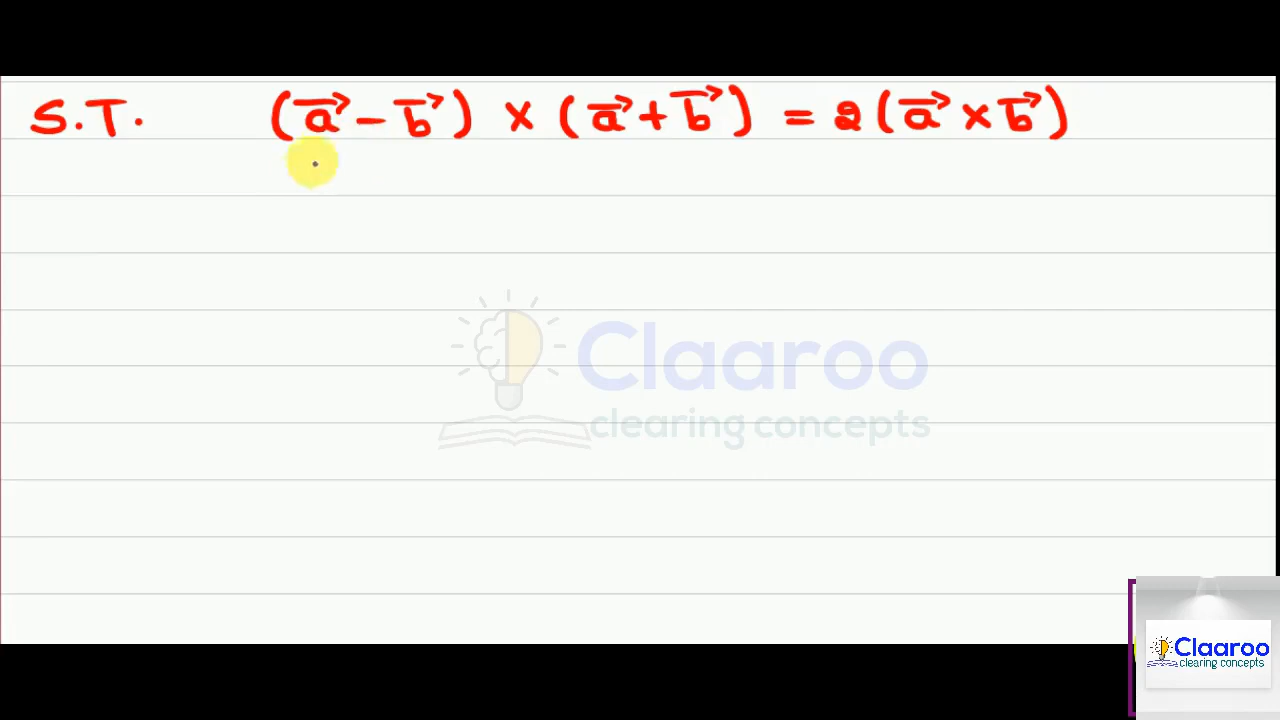 S.T. (a⃗ - b⃗) × (a⃗ + b⃗) = 2 (a⃗ × b⃗)
Claaroo
clearing concepts
Claaroo
clearing concepts